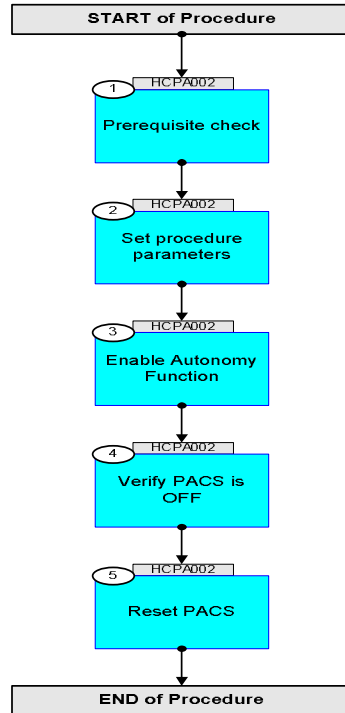 START of Procedure
HCPA002
1
Prerequisite check
HCPA002
2
Set procedure
parameters
HCPA002
3
Enable Autonomy
Function
HCPA002
4
Verify PACS is
OFF
HCPA002
5
Reset PACS
END of Procedure